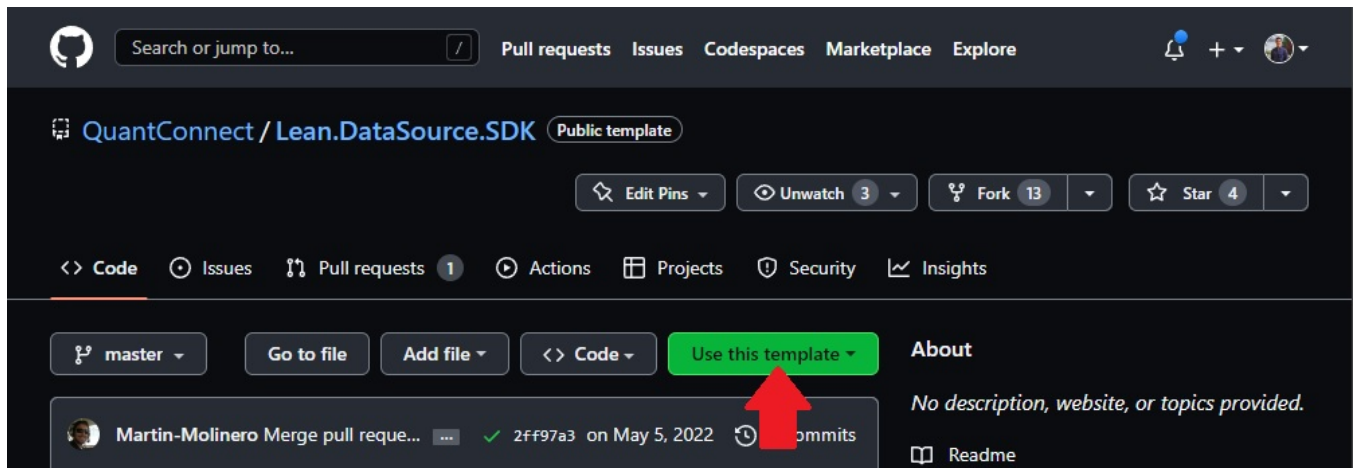 Search or jump to... / Pull requests Issues Codespaces Marketplace Explore
QuantConnect / Lean.DataSource.SDK Public template
Edit Pins Unwatch 3 Fork 13 Star 4
Code Issues Pull requests 1 Actions Projects Security Insights
master Go to file Add file Code Use this template About
No description, website, or topics provided.
Martin-Molinero Merge pull reque... ... 2ff97a3 on May 5, 2022
Readme